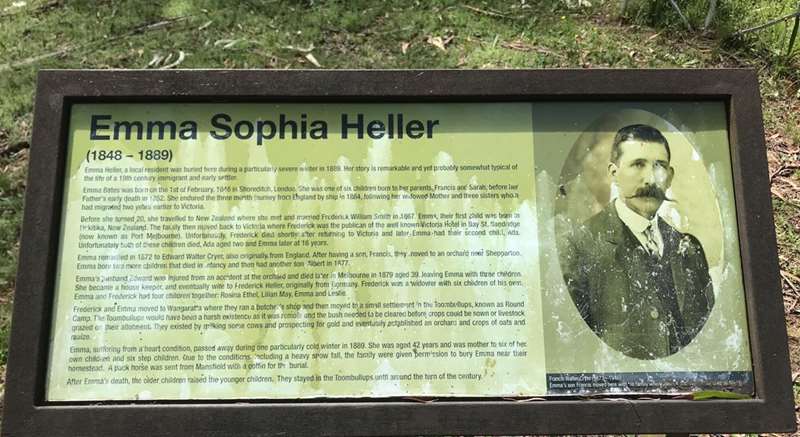 Emma Sophia Heller
(1848 – 1889)
Emma Heller, a local resident was buried here during a particularly severe winter in 1889. Her story is remarkable and yet probably somewhat typical of
the life of a 19th century immigrant and early settler.
Emma Bates was born on the 1st of February, 1846 in Shoreditch, London. She was one of six children born to her parents, Francis and Sarah, before her
Father's early death in 1852. She endured the three month journey from England by ship in 1864, following her widowed Mother and three sisters who
had migrated two years earlier to Victoria.
Before she turned 20, she travelled to New Zealand where she met and married Frederick William Smith in 1867. Emma, their first child was born in
Hokitika, New Zealand. The family then moved back to Victoria where Frederick was the publican of the well known Victoria Hotel in Bay St. Sandridge
(now known as Port Melbourne). Unfortunately, Frederick died shortly after returning to Victoria and later, Emma had their second child, Ada.
Unfortunately both of these children died, Ada aged two and Emma later at 16 years.
Emma remarried in 1872 to Edward Walter Cryer, also originally from England. After having a son, Francis, they moved to an orchard near Shepparton.
Emma bore two more children that died in infancy and then had another son Albert in 1877.
Emma's husband Edward was injured from an accident at the orchard and died later in Melbourne in 1879 aged 39, leaving Emma with three children.
She became a house keeper, and eventually wife to Frederick Heller, originally from Germany. Frederick was a widower with six children of his own.
Emma and Frederick had four children together: Rosina Ethel, Lilian May, Emma and Leslie.
Frederick and Emma moved to Wangaratta where they ran a butcher's shop and then moved to a small settlement in the Toombullups, known as Round
Camp. The Toombullups would have been a harsh existence as it was remote and the bush needed to be cleared before crops could be sown or livestock
grazed on their allotment. They existed by milking some cows and prospecting for gold and eventually established an orchard and crops of oats and
maize.
Emma, suffering from a heart condition, passed away during one particularly cold winter in 1889. She was aged 42 years and was mother to six of her
own children and six step children. Due to the conditions, including a heavy snow fall, the family were given permission to bury Emma near their
homestead. A pack horse was sent from Mansfield with a coffin for the burial.
After Emma's death, the older children raised the younger children. They stayed in the Toombullups until around the turn of the century.
Francis Walter Cryer
Emma's son Francis moved here with his family